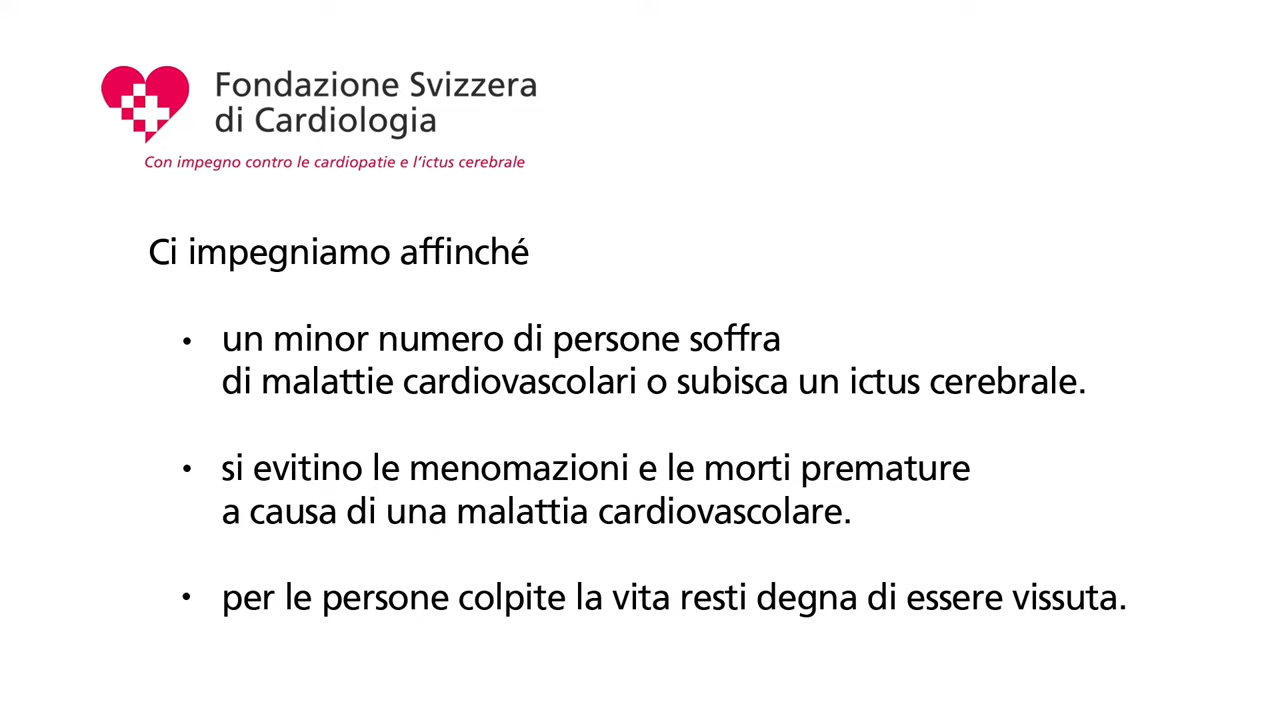 Fondazione Svizzera
di Cardiologia
Con impegno contro le cardiopatie e l'ictus cerebrale
Ci impegniamo affinché
• un minor numero di persone soffra
di malattie cardiovascolari o subisca un ictus cerebrale.
• si evitino le menomazioni e le morti premature
a causa di una malattia cardiovascolare.
• per le persone colpite la vita resti degna di essere vissuta.